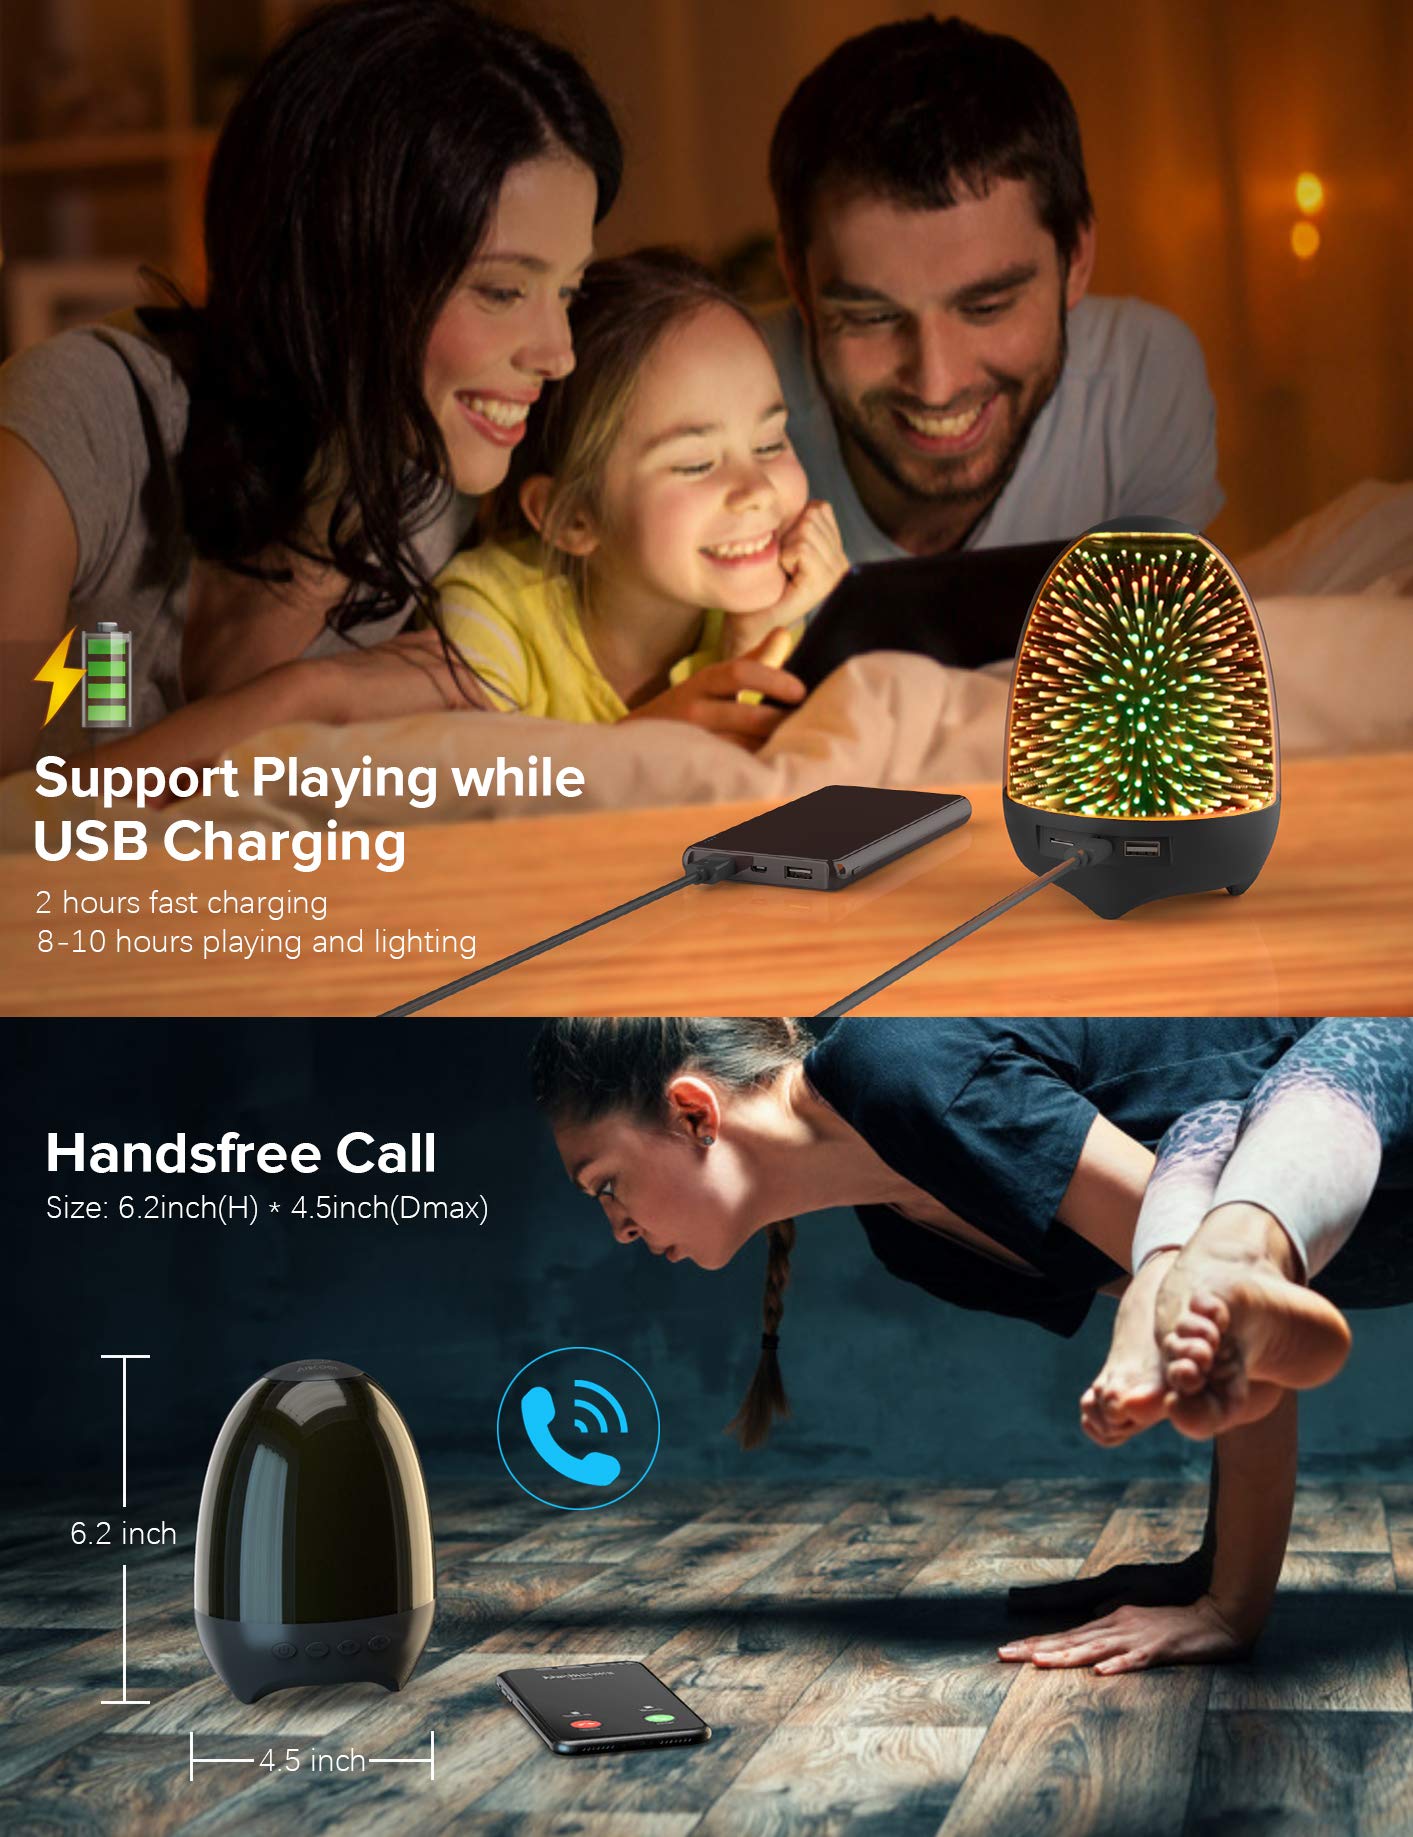 Support Playing while
USB Charging
2 hours fast charging
8-10 hours playing and lighting
Handsfree Call
Size: 6.2inch(H) * 4.5inch(Dmax)
6.2 inch
4.5 inch